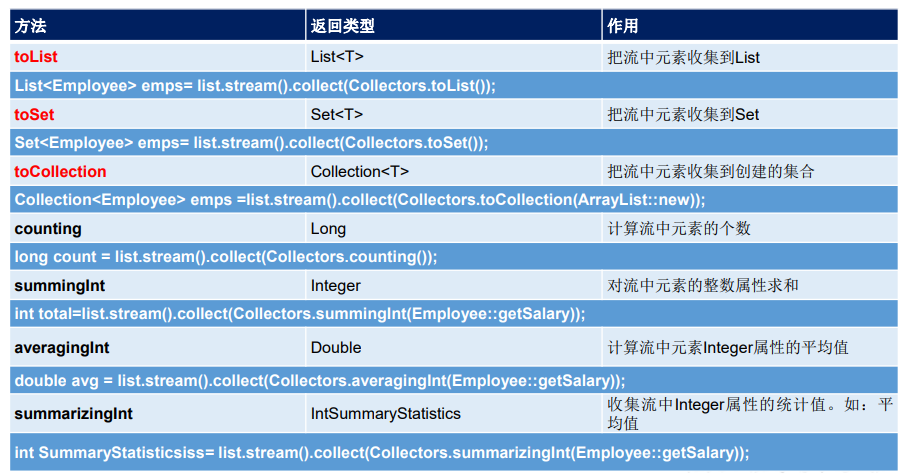 方法 返回类型 作用
toList List<T> 把流中元素收集到List
List<Employee> emps= list.stream().collect(Collectors.toList());
toSet Set<T> 把流中元素收集到Set
Set<Employee> emps= list.stream().collect(Collectors.toSet());
toCollection Collection<T> 把流中元素收集到创建的集合
Collection<Employee> emps =list.stream().collect(Collectors.toCollection(ArrayList::new));
counting Long 计算流中元素的个数
long count = list.stream().collect(Collectors.counting());
summingInt Integer 对流中元素的整数属性求和
int total=list.stream().collect(Collectors.summingInt(Employee::getSalary));
averagingInt Double 计算流中元素Integer属性的平均值
double avg = list.stream().collect(Collectors.averagingInt(Employee::getSalary));
summarizingInt IntSummaryStatistics 收集流中Integer属性的统计值。如：平
均值
int SummaryStatisticsiss= list.stream().collect(Collectors.summarizingInt(Employee::getSalary));